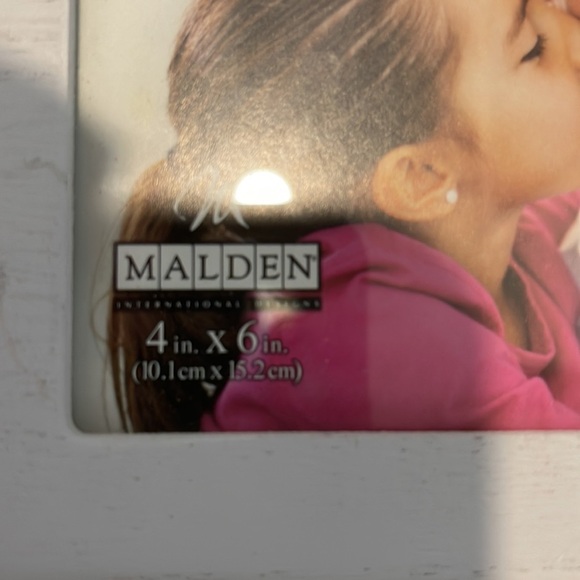 M
MALDEN®
INTERNATIONAL DESIGNS
4 in. x 6 in.
(10.1cm x 15.2cm)